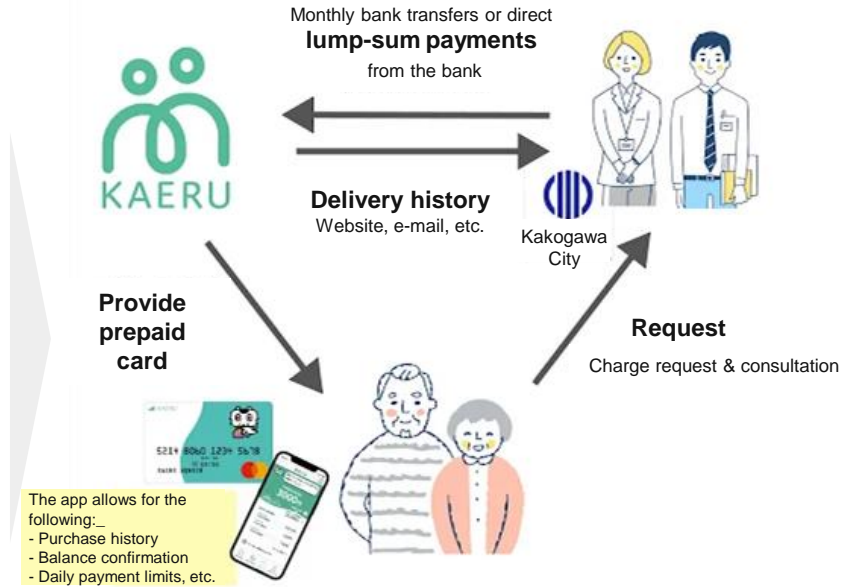 Monthly bank transfers or direct
lump-sum payments
from the bank
KAERU
Delivery history
Website, e-mail, etc.
Kakogawa
City
Provide
prepaid
card
Request
Charge request & consultation
5214 8060 1234 5678
The app allows for the
following:_
- Purchase history
- Balance confirmation
- Daily payment limits, etc.